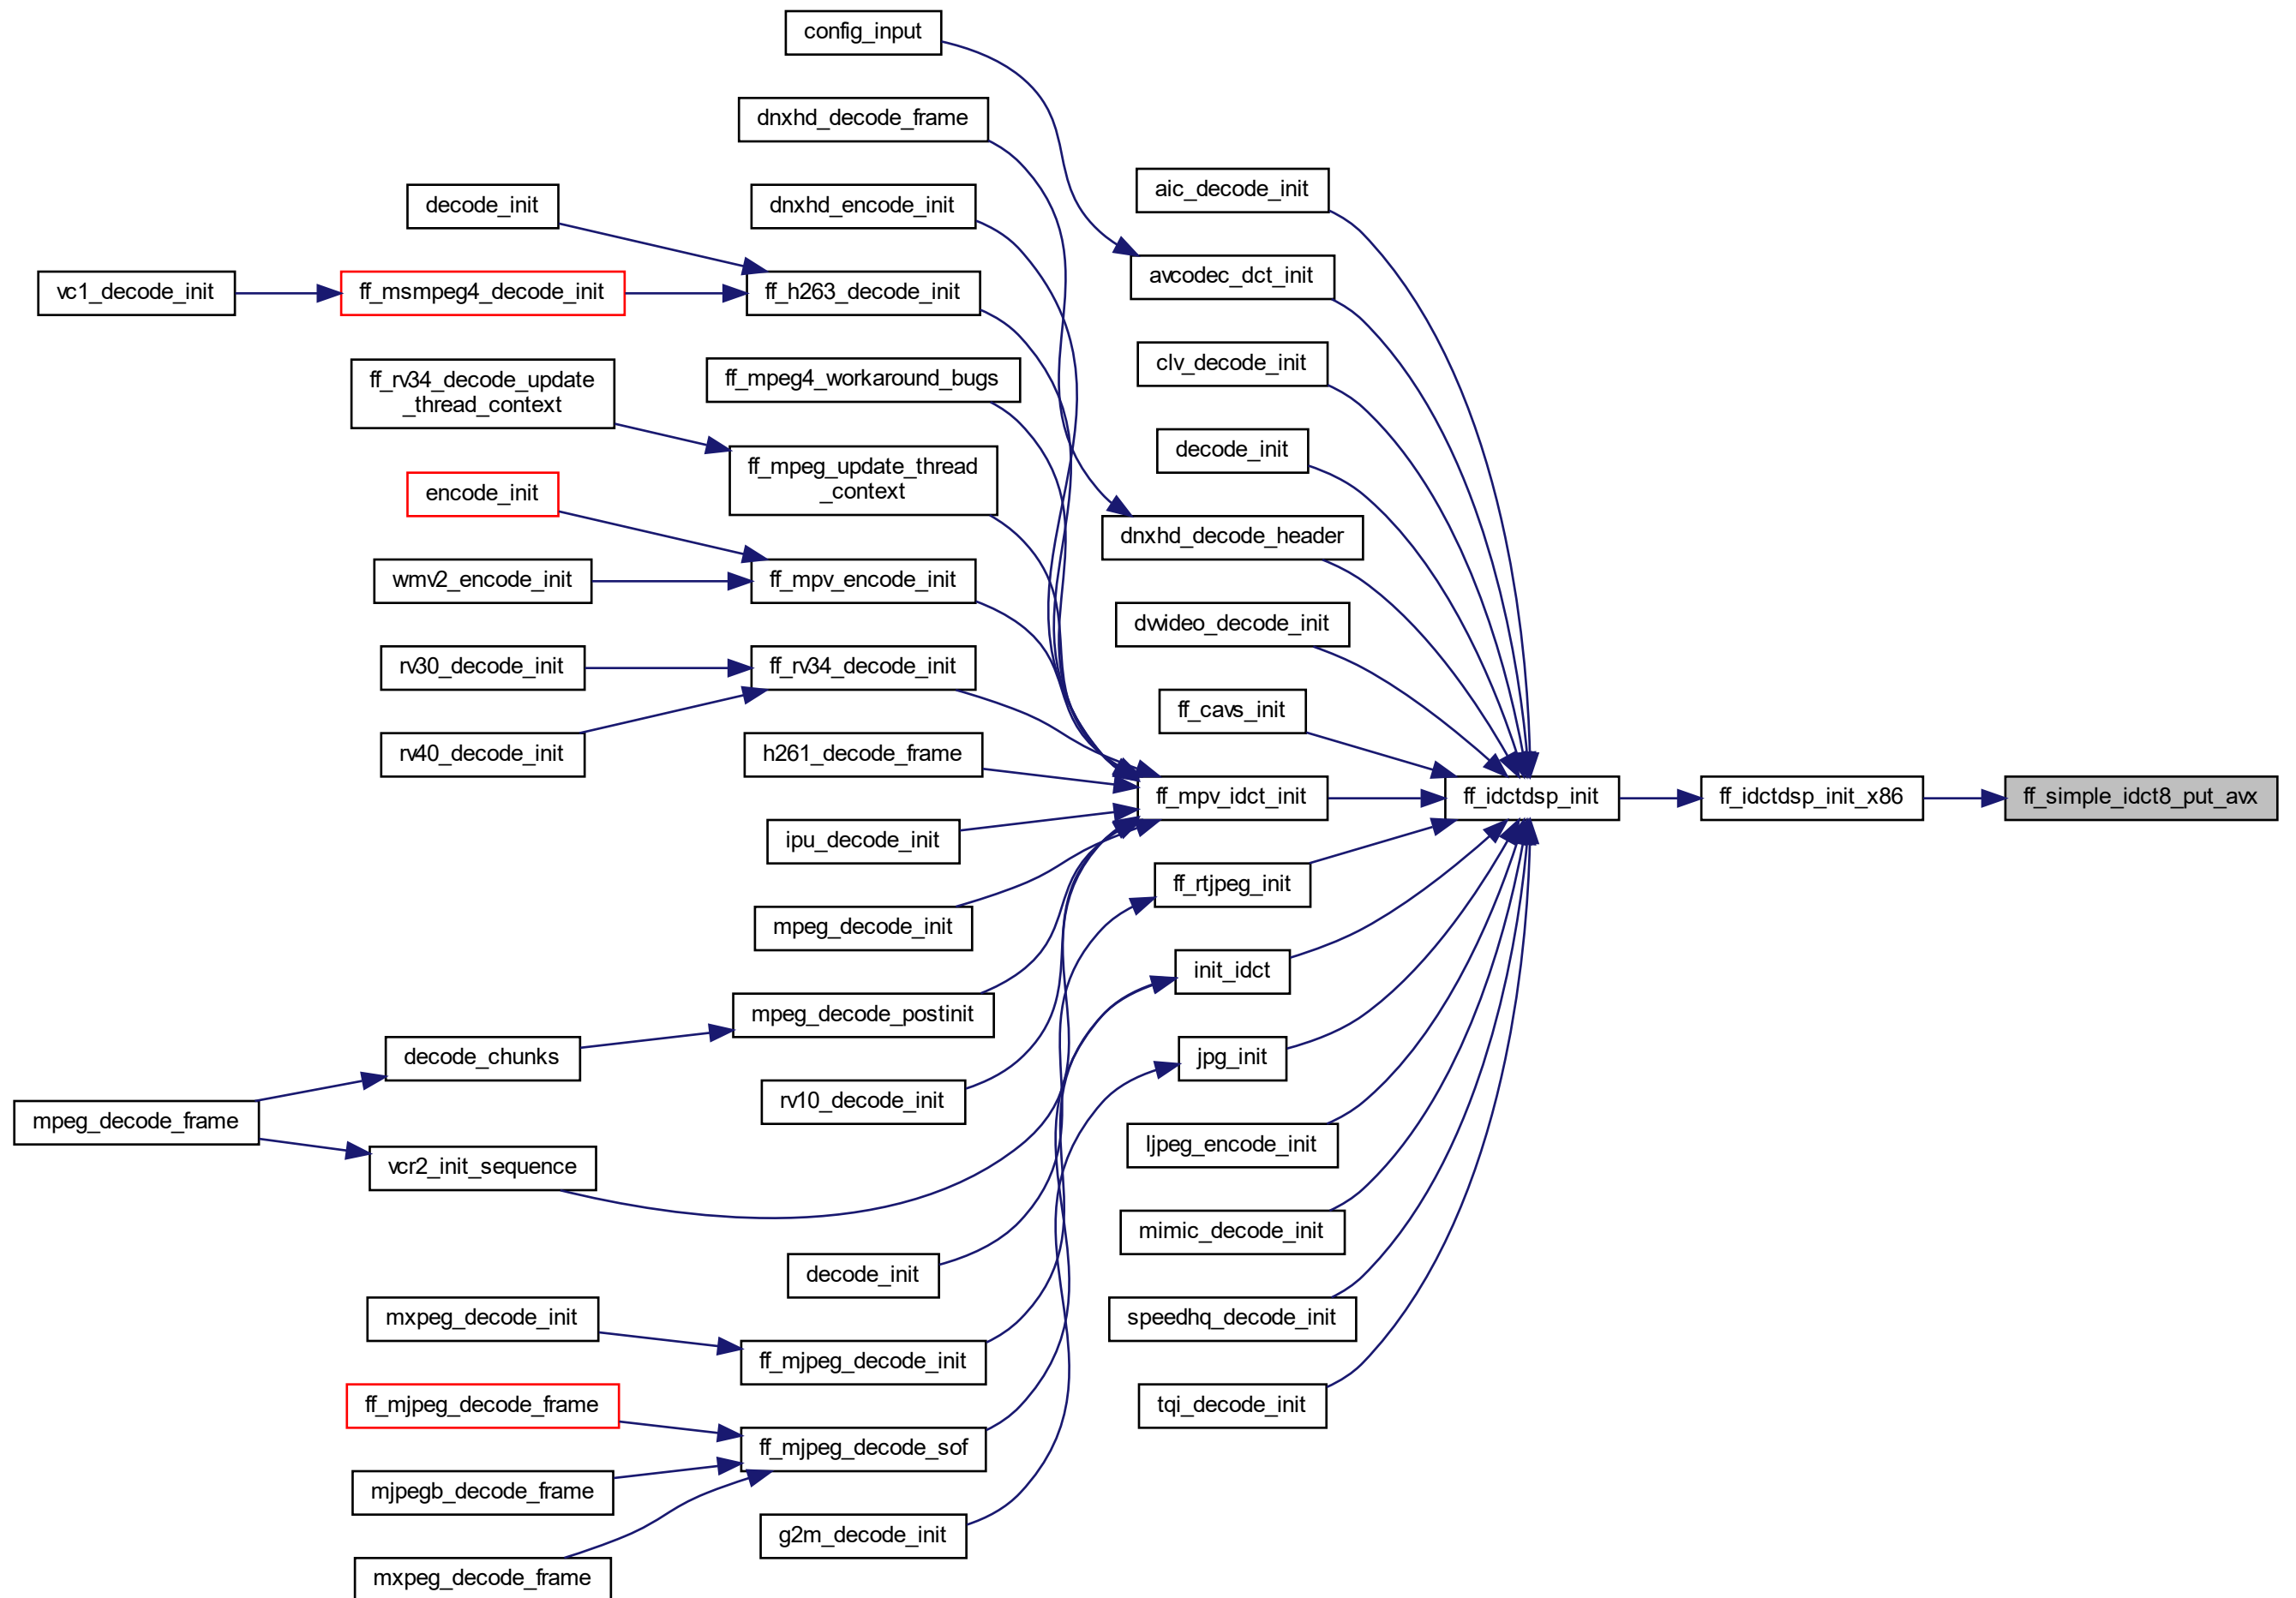 config_input
dnxhd_decode_frame
aic_decode_init
decode_init
dnxhd_encode_init
avcodec_dct_init
vc1_decode_init
ff_msmpeg4_decode_init
ff_h263_decode_init
clv_decode_init
ff_rv34_decode_update
_thread_context
ff_mpeg4_workaround_bugs
decode_init
ff_mpeg_update_thread
_context
encode_init
dnxhd_decode_header
wmv2_encode_init
ff_mpv_encode_init
dwideo_decode_init
rv30_decode_init
ff_rv34_decode_init
ff_cavs_init
rv40_decode_init
h261_decode_frame
ff_mpv_idct_init
ff_idctdsp_init
ff_idctdsp_init_x86
ff_simple_idct8_put_avx
ipu_decode_init
ff_rtjpeg_init
mpeg_decode_init
init_idct
mpeg_decode_postinit
decode_chunks
jpg_init
rv10_decode_init
mpeg_decode_frame
ljpeg_encode_init
vcr2_init_sequence
mimic_decode_init
decode_init
mxpeg_decode_init
speedhq_decode_init
ff_mjpeg_decode_init
ff_mjpeg_decode_frame
tqi_decode_init
ff_mjpeg_decode_sof
mjpegb_decode_frame
g2m_decode_init
mxpeg_decode_frame